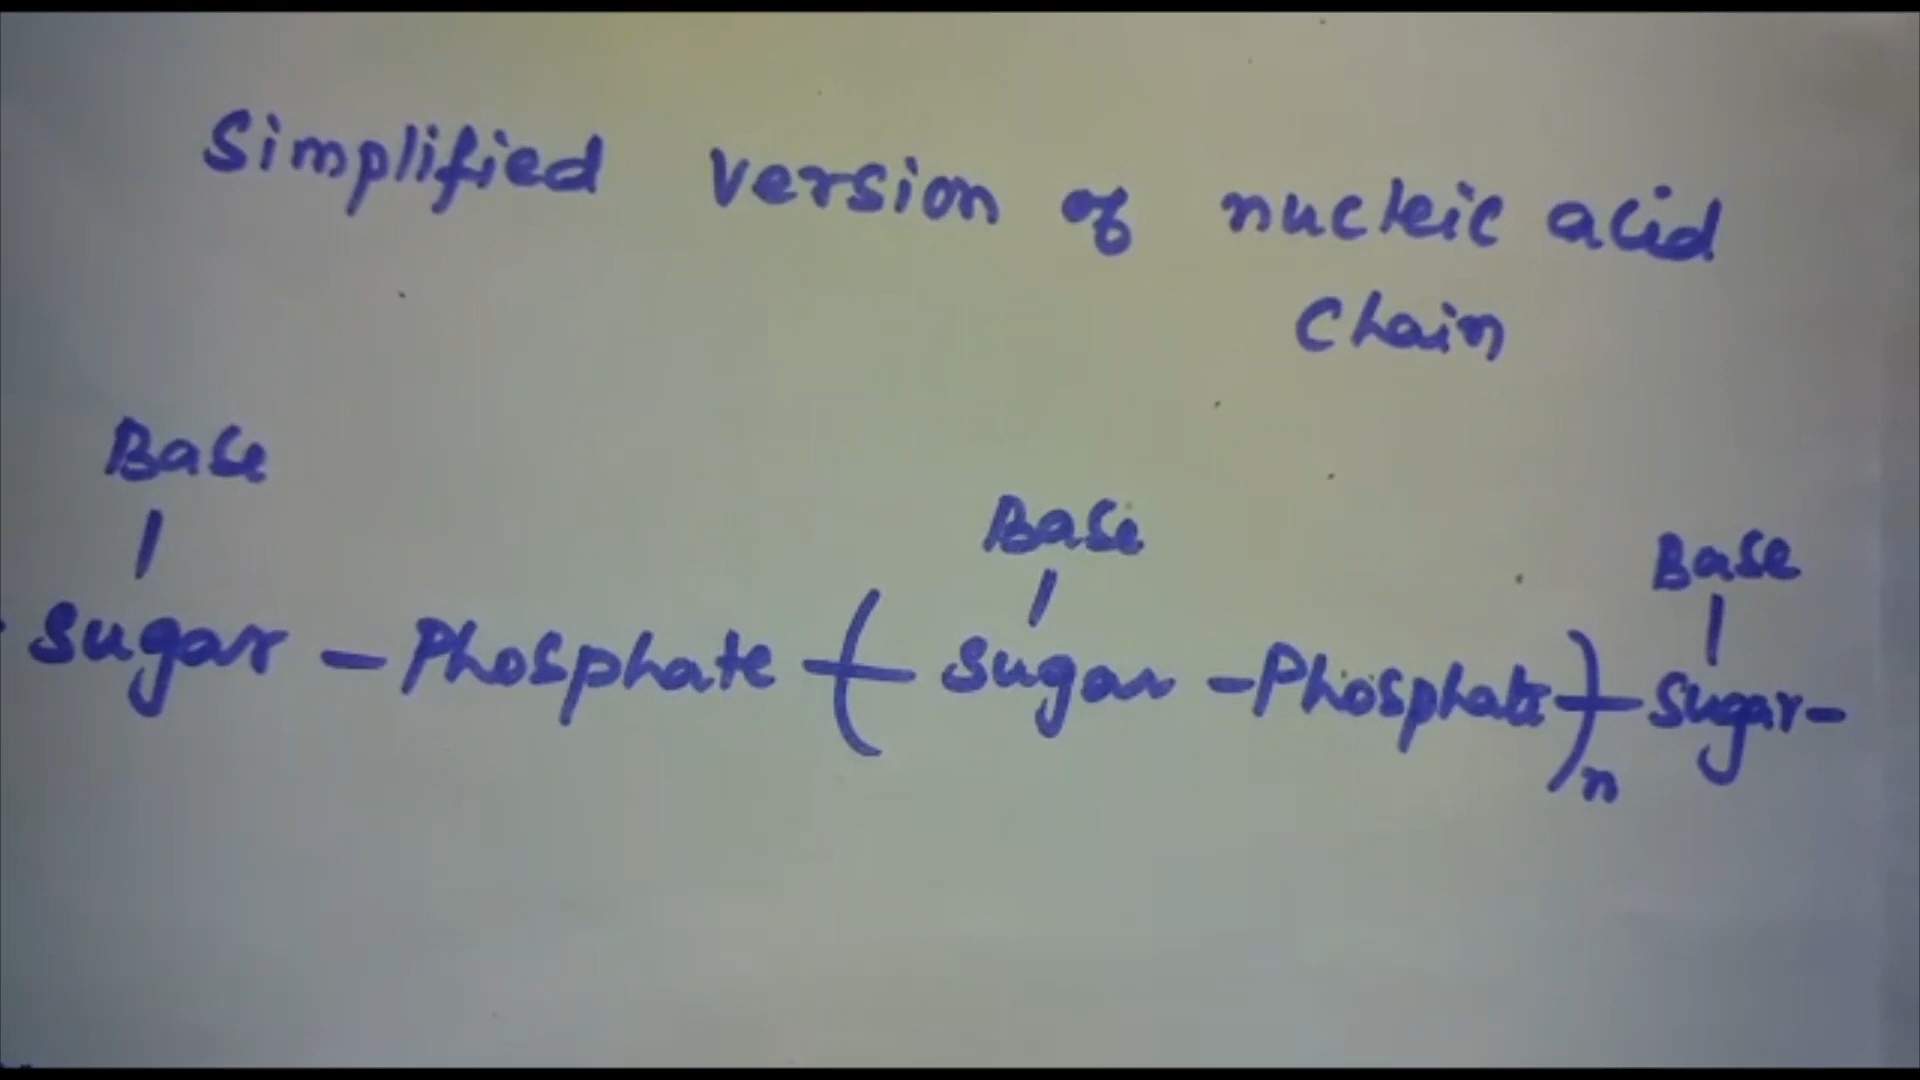 Simplified version of nucleic acid
Chain
Base
Base
Base
Sugar - Phosphate ( Sugar - Phosphate )n Sugar -